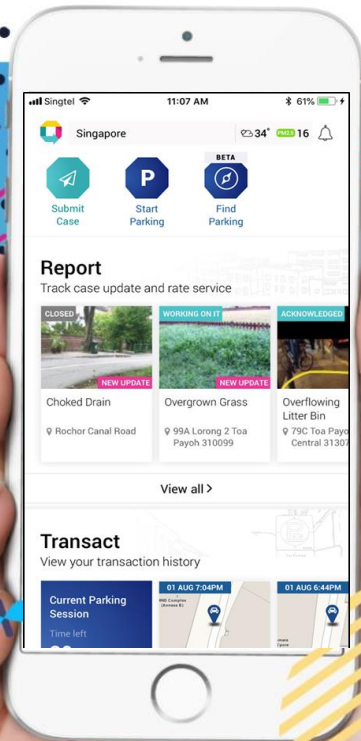 Singtel
11:07 AM
61%
Singapore
34°
PM2.5 16
BETA
P
Submit
Case
Start
Parking
Find
Parking
Report
Track case update and rate service
CLOSED
WORKING ON IT
ACKNOWLEDGED
NEW UPDATE
NEW UPDATE
Choked Drain
Overgrown Grass
Overflowing
Litter Bin
Rochor Canal Road
99A Lorong 2 Toa
Payoh 310099
79C Toa Payo
Central 31307
View all >
Transact
View your transaction history
Current Parking
Session
Time left
01 AUG 7:04PM
01 AUG 6:44PM